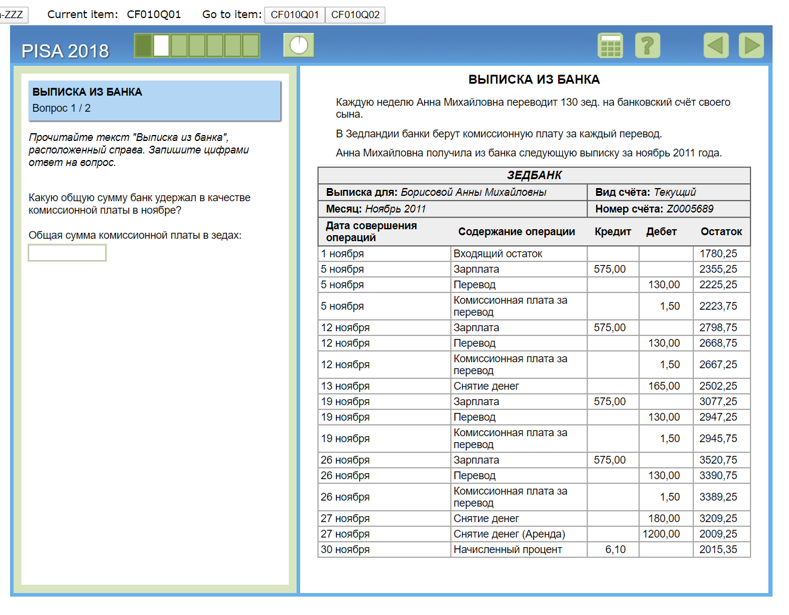 -ZZZ Current item: CF010Q01 Go to item: CF010Q01 CF010Q02
PISA 2018
?
ВЫПИСКА ИЗ БАНКА
Вопрос 1 / 2
Прочитайте текст "Выписка из банка",
расположенный справа. Запишите цифрами
ответ на вопрос.
Какую общую сумму банк удержал в качестве
комиссионной платы в ноябре?
Общая сумма комиссионной платы в зедах:
ВЫПИСКА ИЗ БАНКА
Каждую неделю Анна Михайловна переводит 130 зед. на банковский счёт своего
сына.
В Зедландии банки берут комиссионную плату за каждый перевод.
Анна Михайловна получила из банка следующую выписку за ноябрь 2011 года.
ЗЕДБАНК
Выписка для: Борисовой Анны Михайловны Вид счёта: Текущий
Месяц: Ноябрь 2011 Номер счёта: Z0005689
Дата совершения
операций Содержание операции Кредит Дебет Остаток
1 ноября Входящий остаток 1780,25
5 ноября Зарплата 575,00 2355,25
5 ноября Перевод 130,00 2225,25
5 ноября Комиссионная плата за
перевод 1,50 2223,75
12 ноября Зарплата 575,00 2798,75
12 ноября Перевод 130,00 2668,75
12 ноября Комиссионная плата за
перевод 1,50 2667,25
13 ноября Снятие денег 165,00 2502,25
19 ноября Зарплата 575,00 3077,25
19 ноября Перевод 130,00 2947,25
19 ноября Комиссионная плата за
перевод 1,50 2945,75
26 ноября Зарплата 575,00 3520,75
26 ноября Перевод 130,00 3390,75
26 ноября Комиссионная плата за
перевод 1,50 3389,25
27 ноября Снятие денег 180,00 3209,25
27 ноября Снятие денег (Аренда) 1200,00 2009,25
30 ноября Начисленный процент 6,10 2015,35